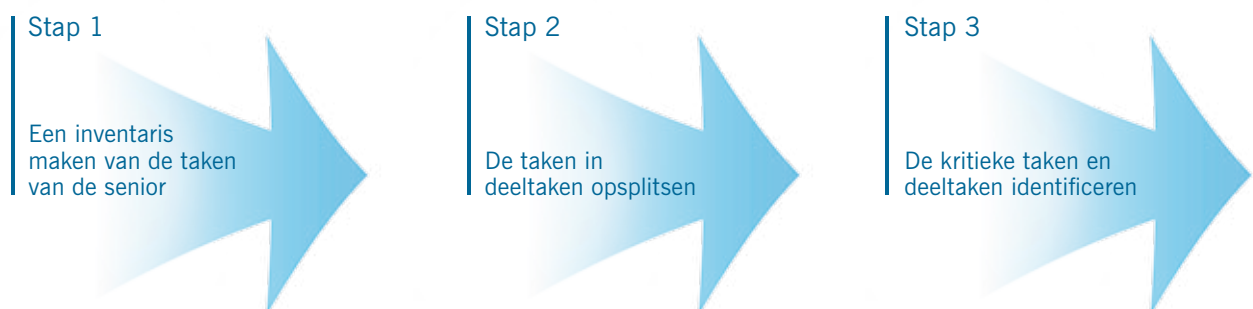 Stap 1
Een inventaris
maken van de taken
van de senior
Stap 2
De taken in
deeltaken opsplitsen
Stap 3
De kritieke taken en
deeltaken identificeren